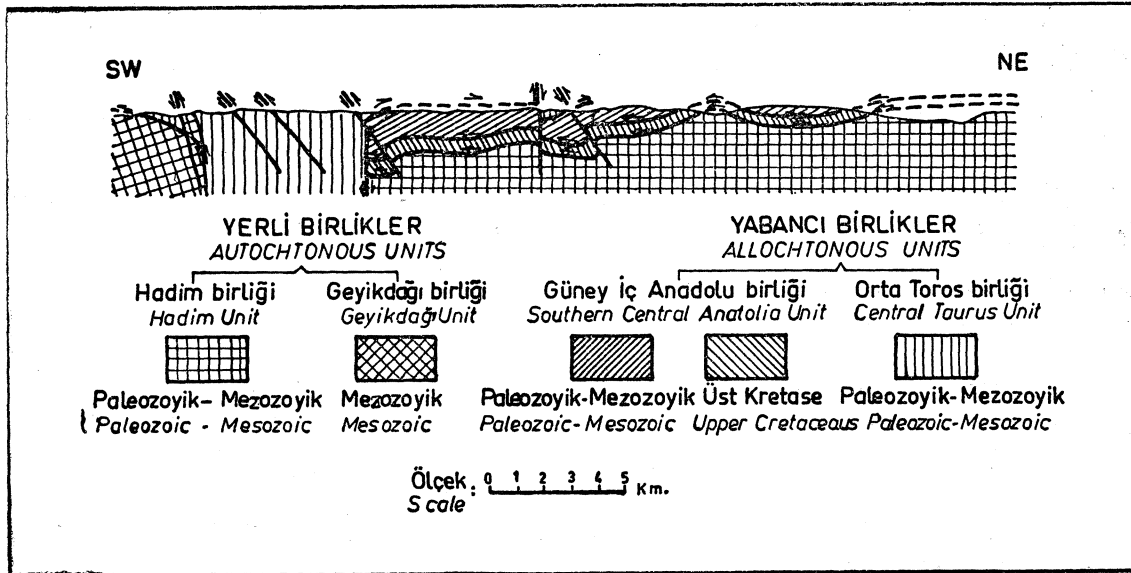 SW NE
YERLİ BİRLİKLER YABANCI BİRLİKLER
AUTOCHTONOUS UNITS ALLOCHTONOUS UNITS
Hadim birliği Geyikdağı birliği Güney İç Anadolu birliği Orta Toros birliği
Hadim Unit Geyikdağı Unit Southern Central Anatolia Unit Central Taurus Unit
Paleozoyik-Mezozoyik Mezozoyik Paleozoyik-Mezozoyik Üst Kretase Paleozoyik-Mezozoyik
Paleozoic - Mesozoic Mesozoic Paleozoic-Mesozoic Upper Cretaceous Paleozoic-Mesozoic
Ölçek : 0 1 2 3 4 5 Km.
Scale